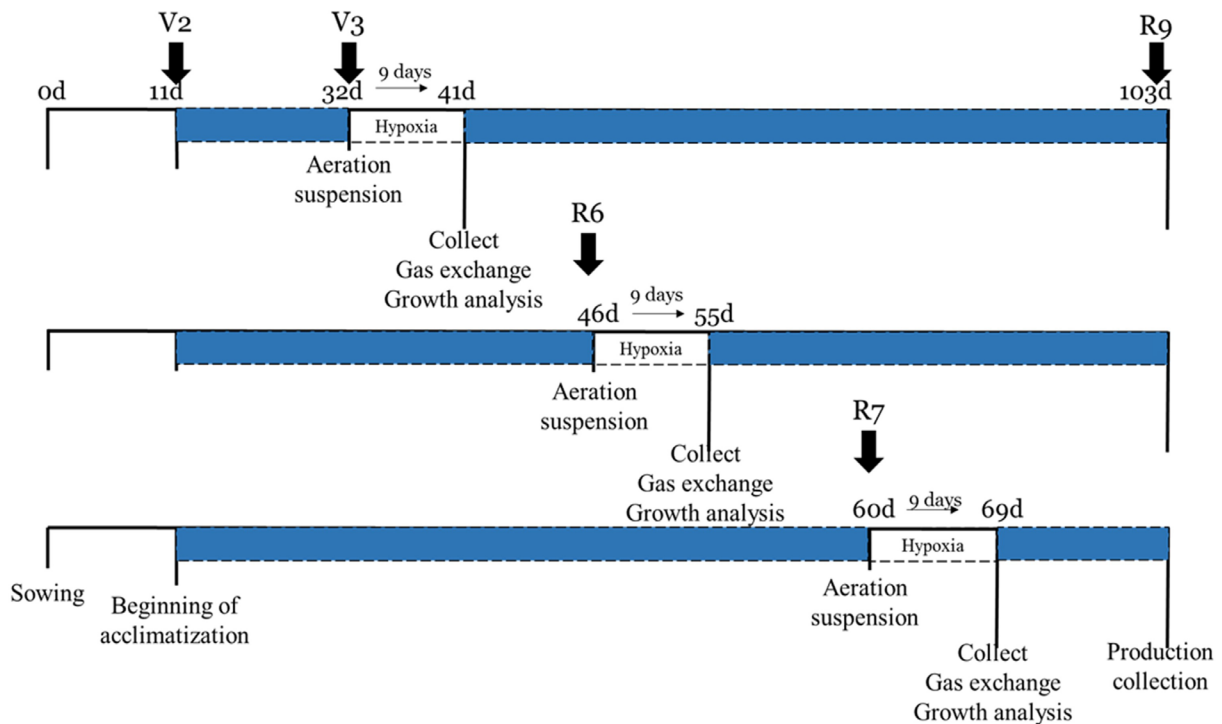 V2
V3
R9
0d
11d
32d
9 days
41d
103d
Hypoxia
Aeration
suspension
Collect
Gas exchange
Growth analysis
R6
46d
9 days
55d
Hypoxia
Aeration
suspension
Collect
Gas exchange
Growth analysis
R7
60d
9 days
69d
Hypoxia
Sowing
Beginning of
acclimatization
Aeration
suspension
Collect
Gas exchange
Growth analysis
Production
collection